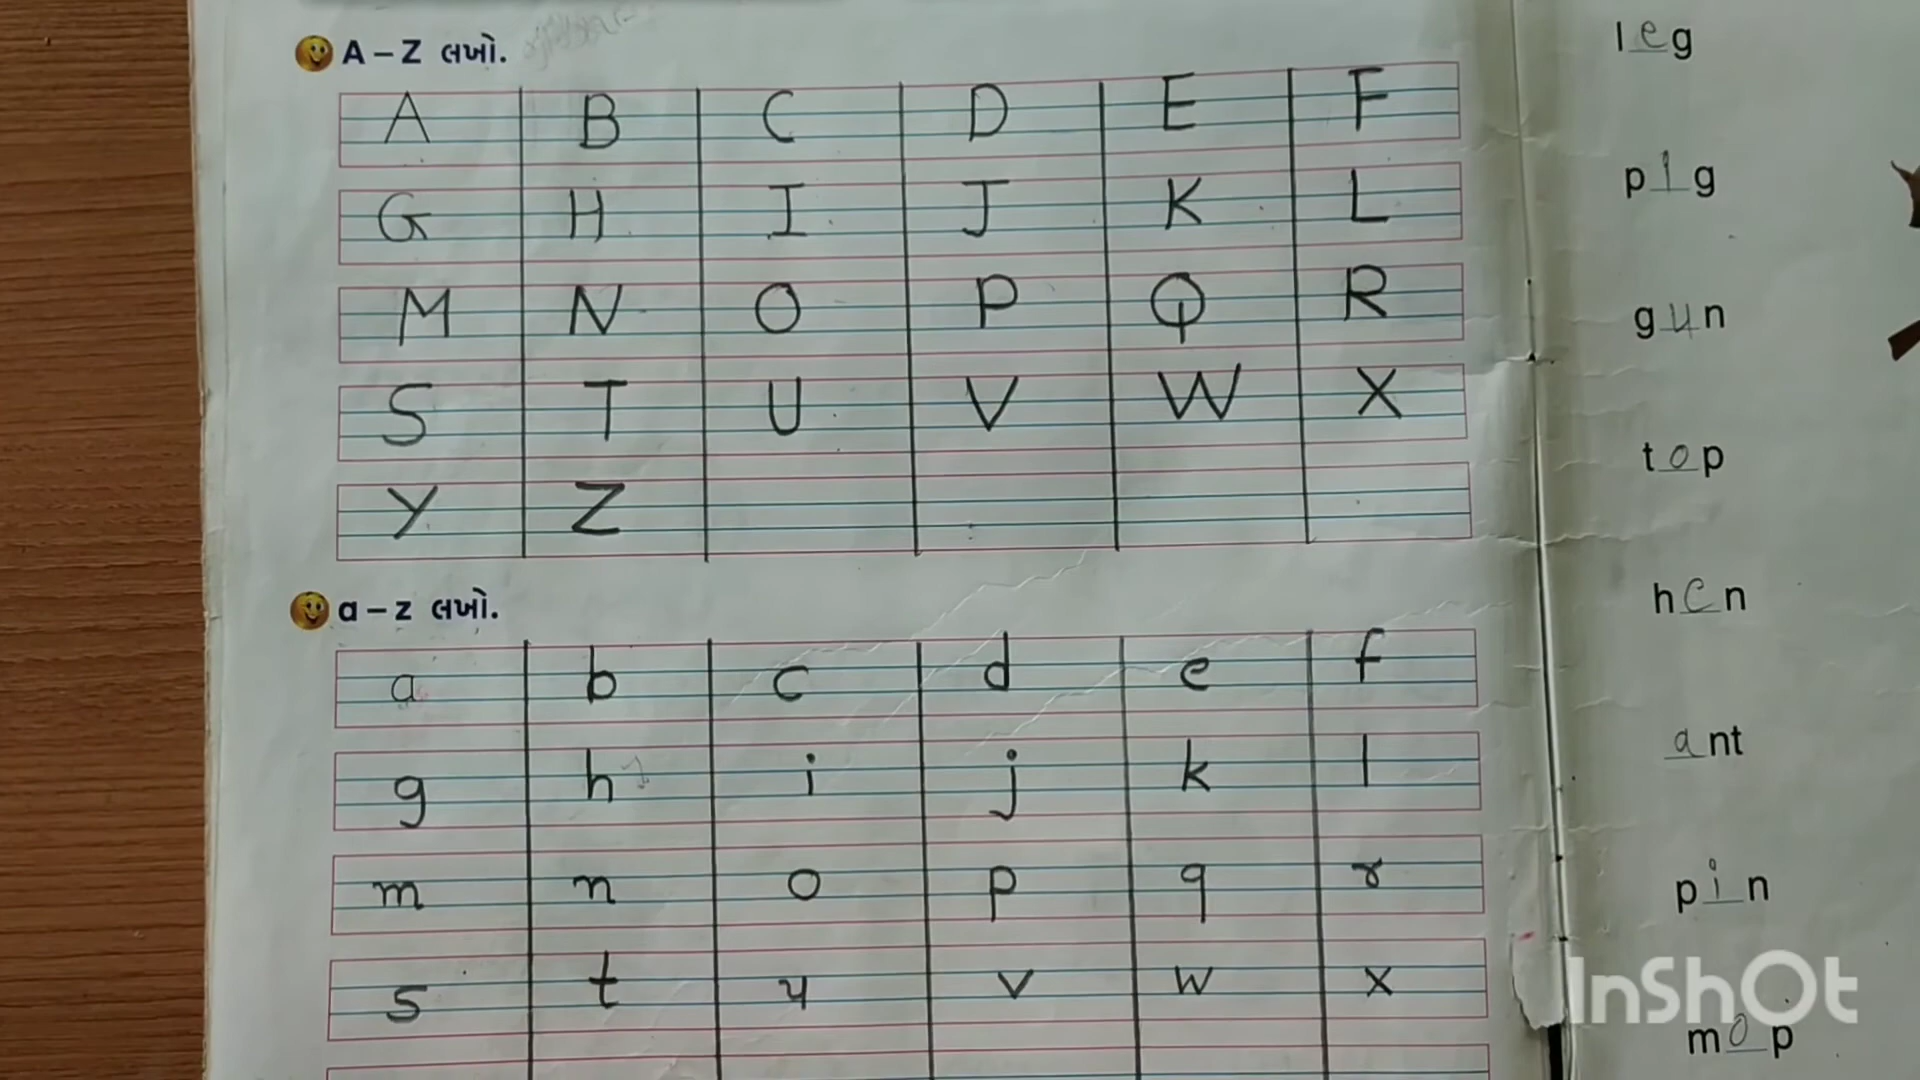 A – Z લખો.
A B C D E F
G H I J K L
M N O P Q R
S T U V W X
Y Z
a – z લખો.
a b c d e f
g h i j k l
m n o p q r
s t u v w x
leg
pig
gun
top
hen
ant
pin
mop
InShOt